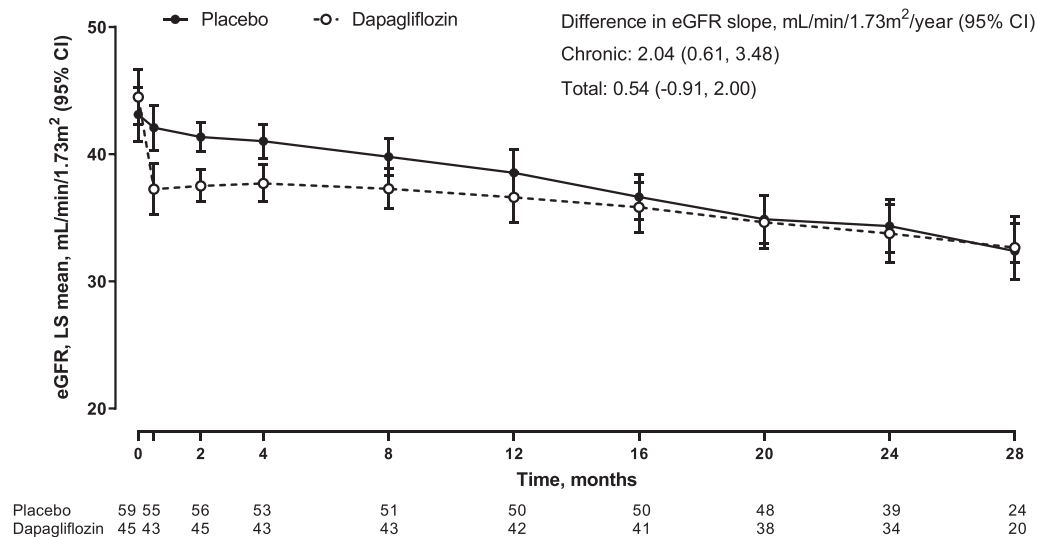 Placebo Dapagliflozin
Difference in eGFR slope, mL/min/1.73m2/year (95% CI)
Chronic: 2.04 (0.61, 3.48)
Total: 0.54 (-0.91, 2.00)
eGFR, LS mean, mL/min/1.73m2 (95% CI)
50
40
30
20
0 2 4 8 12 16 20 24 28
Time, months
Placebo 59 55 56 53 51 50 50 48 39 24
Dapagliflozin 45 43 45 43 43 42 41 38 34 20